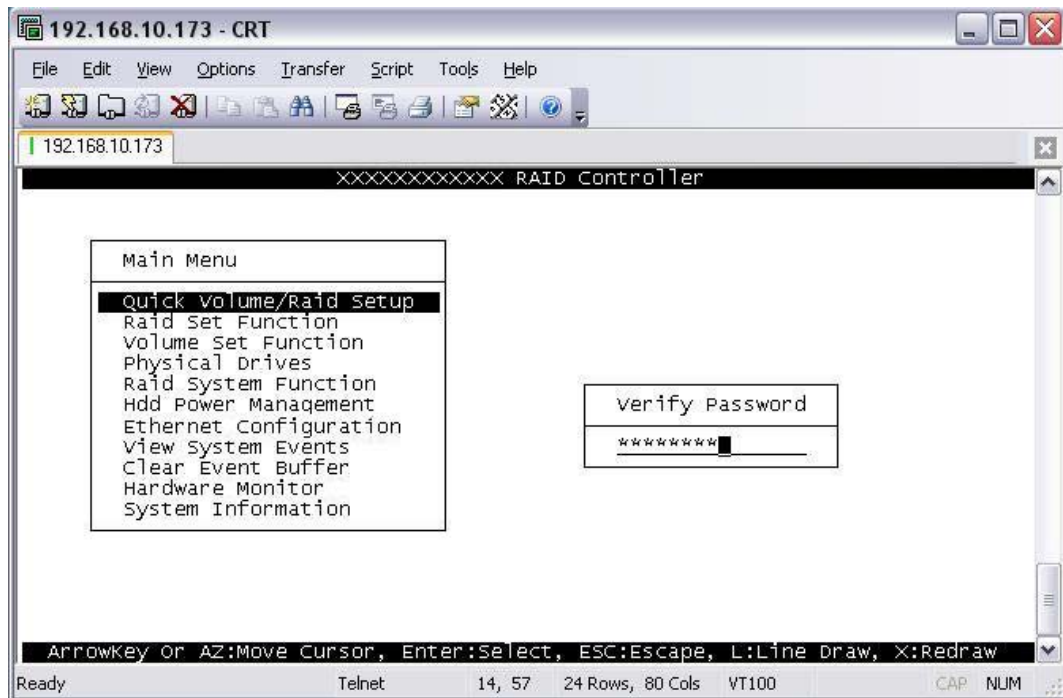 192.168.10.173 - CRT
File Edit View Options Transfer Script Tools Help
192.168.10.173
XXXXXXXXXXXX RAID Controller
Main Menu
Quick Volume/Raid Setup
Raid Set Function
Volume Set Function
Physical Drives
Raid System Function
Hdd Power Management
Ethernet Configuration
View System Events
Clear Event Buffer
Hardware Monitor
System Information
Verify Password
********
ArrowKey Or AZ:Move Cursor, Enter:Select, ESC:Escape, L:Line Draw, X:Redraw
Ready Telnet 14, 57 24 Rows, 80 Cols VT100 CAP NUM